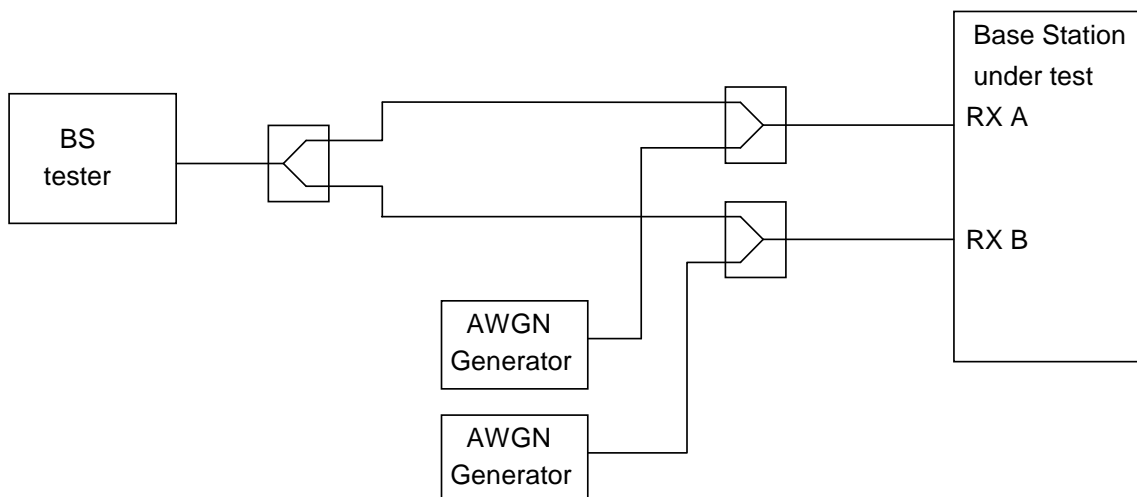 BS
tester
Base Station
under test
RX A
RX B
AWGN
Generator
AWGN
Generator